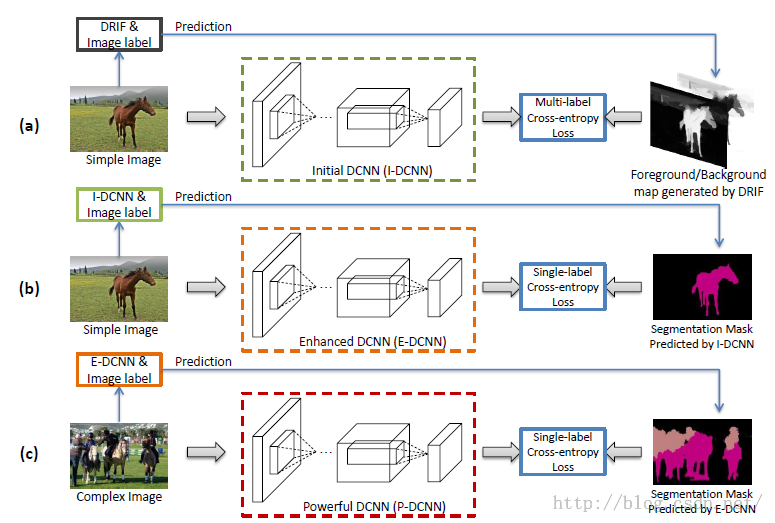 DRIF &
Image label
Prediction
(a)
Simple Image
Initial DCNN (I-DCNN)
Multi-label
Cross-entropy
Loss
Foreground/Background
map generated by DRIF
I-DCNN &
Image label
Prediction
(b)
Simple Image
Enhanced DCNN (E-DCNN)
Single-label
Cross-entropy
Loss
Segmentation Mask
Predicted by I-DCNN
E-DCNN &
Image label
Prediction
(c)
Complex Image
Powerful DCNN (P-DCNN)
Single-label
Cross-entropy
Loss
Segmentation Mask
Predicted by E-DCNN
http://blog.csdn.net/